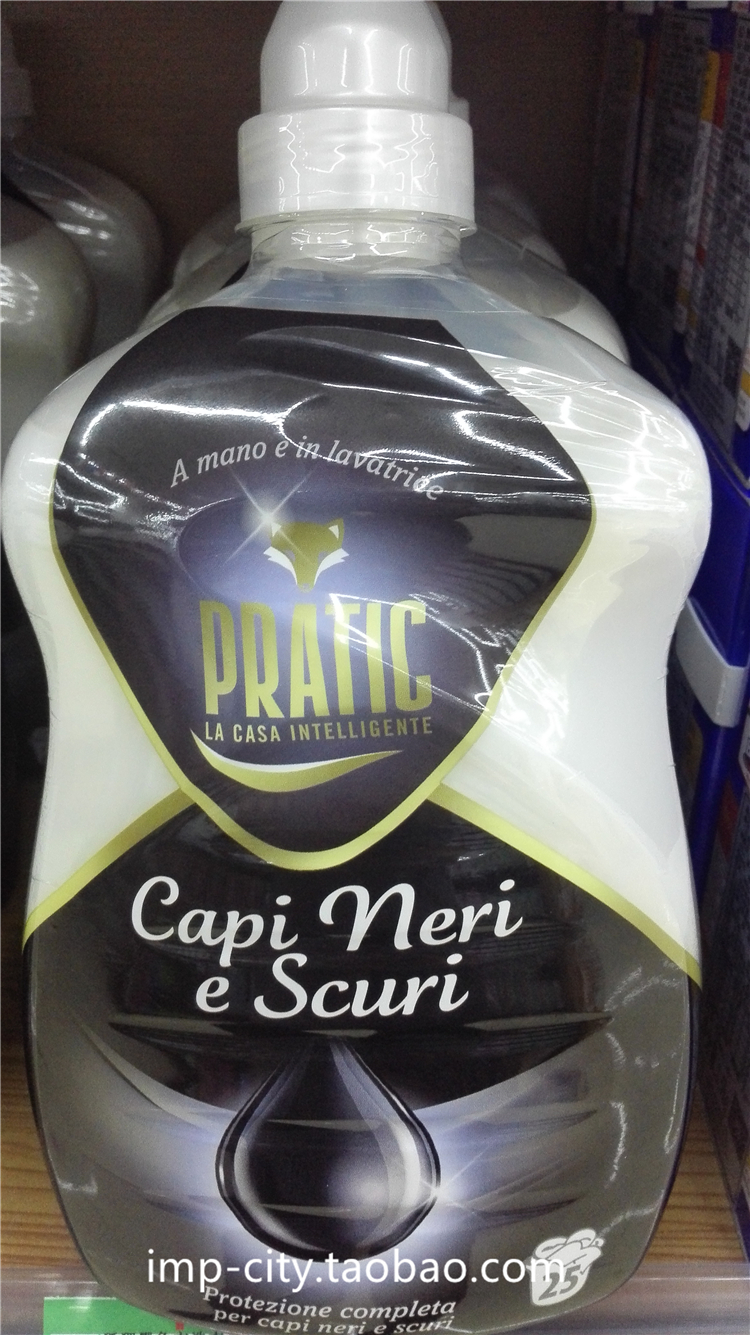 A mano e in lavatrice
PRATIC
LA CASA INTELLIGENTE
Capi Neri
e Scuri
imp-city.taobao.com
25
Protezione completa
per capi neri e scuri